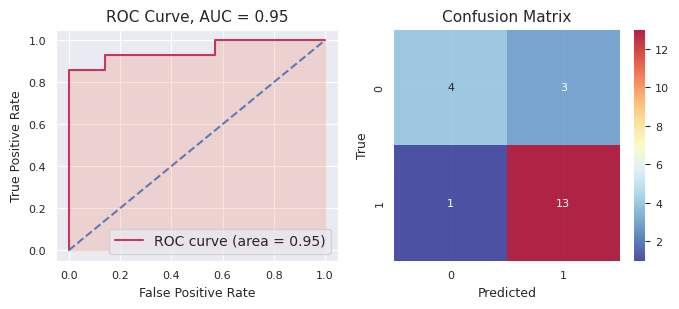 ROC Curve, AUC = 0.95
1.0
0.8
0.6
0.4
0.2
0.0
True Positive Rate
0.0 0.2 0.4 0.6 0.8 1.0
False Positive Rate
ROC curve (area = 0.95)
Confusion Matrix
True
0
1
4 3
1 13
0 1
Predicted
12
10
8
6
4
2